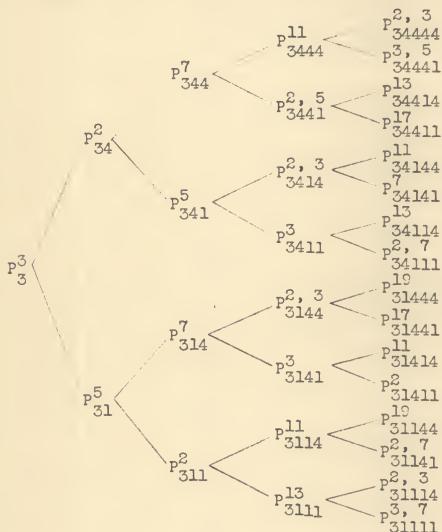 P^{2, 3}_{34444}
P^{11}_{3444}
P^{3, 5}_{34441}
P^{7}_{344}
P^{13}_{34414}
P^{2, 5}_{3441}
P^{17}_{34411}
P^{2}_{34}
P^{11}_{34144}
P^{2, 3}_{3414}
P^{7}_{34141}
P^{5}_{341}
P^{13}_{34114}
P^{3}_{3411}
P^{2, 7}_{34111}
P^{3}_{3}
P^{19}_{31444}
P^{2, 3}_{3144}
P^{17}_{31441}
P^{7}_{314}
P^{11}_{31414}
P^{3}_{3141}
P^{2}_{31411}
P^{5}_{31}
P^{19}_{31144}
P^{11}_{3114}
P^{2, 7}_{31141}
P^{2}_{311}
P^{2, 3}_{31114}
P^{13}_{3111}
P^{3, 7}_{31111}